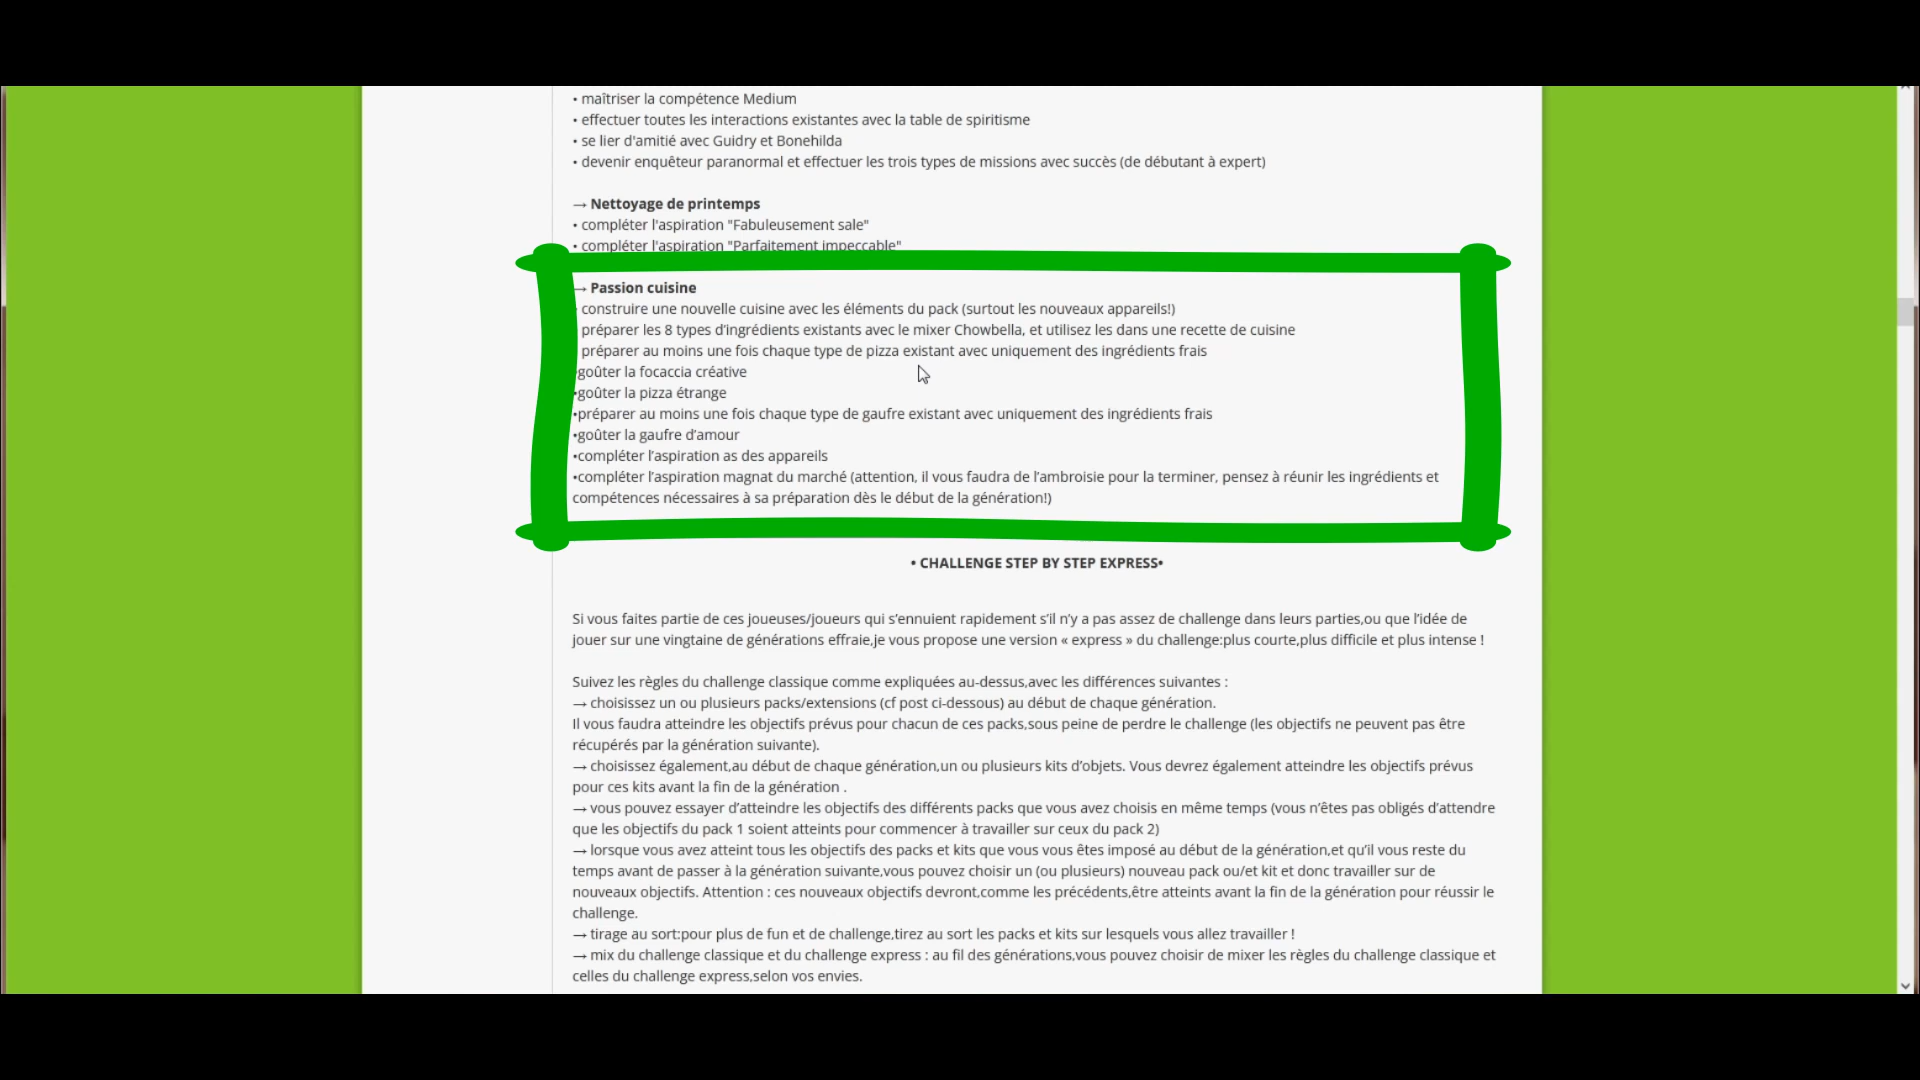 • maîtriser la compétence Medium
• effectuer toutes les interactions existantes avec la table de spiritisme
• se lier d'amitié avec Guidry et Bonehilda
• devenir enquêteur paranormal et effectuer les trois types de missions avec succès (de débutant à expert)
→ Nettoyage de printemps
• compléter l'aspiration "Fabuleusement sale"
• compléter l'aspiration "Parfaitement impeccable"
→ Passion cuisine
construire une nouvelle cuisine avec les éléments du pack (surtout les nouveaux appareils!)
préparer les 8 types d’ingrédients existants avec le mixer Chowbella, et utilisez les dans une recette de cuisine
préparer au moins une fois chaque type de pizza existant avec uniquement des ingrédients frais
•goûter la focaccia créative
•goûter la pizza étrange
•préparer au moins une fois chaque type de gaufre existant avec uniquement des ingrédients frais
•goûter la gaufre d’amour
•compléter l’aspiration as des appareils
•compléter l’aspiration magnat du marché (attention, il vous faudra de l’ambroisie pour la terminer, pensez à réunir les ingrédients et
compétences nécessaires à sa préparation dès le début de la génération!)
• CHALLENGE STEP BY STEP EXPRESS•
Si vous faites partie de ces joueuses/joueurs qui s’ennuient rapidement s’il n’y a pas assez de challenge dans leurs parties,ou que l’idée de
jouer sur une vingtaine de générations effraie,je vous propose une version « express » du challenge:plus courte,plus difficile et plus intense !
Suivez les règles du challenge classique comme expliquées au-dessus,avec les différences suivantes :
→ choisissez un ou plusieurs packs/extensions (cf post ci-dessous) au début de chaque génération.
Il vous faudra atteindre les objectifs prévus pour chacun de ces packs,sous peine de perdre le challenge (les objectifs ne peuvent pas être
récupérés par la génération suivante).
→ choisissez également,au début de chaque génération,un ou plusieurs kits d’objets. Vous devrez également atteindre les objectifs prévus
pour ces kits avant la fin de la génération .
→ vous pouvez essayer d’atteindre les objectifs des différents packs que vous avez choisis en même temps (vous n’êtes pas obligés d’attendre
que les objectifs du pack 1 soient atteints pour commencer à travailler sur ceux du pack 2)
→ lorsque vous avez atteint tous les objectifs des packs et kits que vous vous êtes imposé au début de la génération,et qu’il vous reste du
temps avant de passer à la génération suivante,vous pouvez choisir un (ou plusieurs) nouveau pack ou/et kit et donc travailler sur de
nouveaux objectifs. Attention : ces nouveaux objectifs devront,comme les précédents,être atteints avant la fin de la génération pour réussir le
challenge.
→ tirage au sort:pour plus de fun et de challenge,tirez au sort les packs et kits sur lesquels vous allez travailler !
→ mix du challenge classique et du challenge express : au fil des générations,vous pouvez choisir de mixer les règles du challenge classique et
celles du challenge express,selon vos envies.